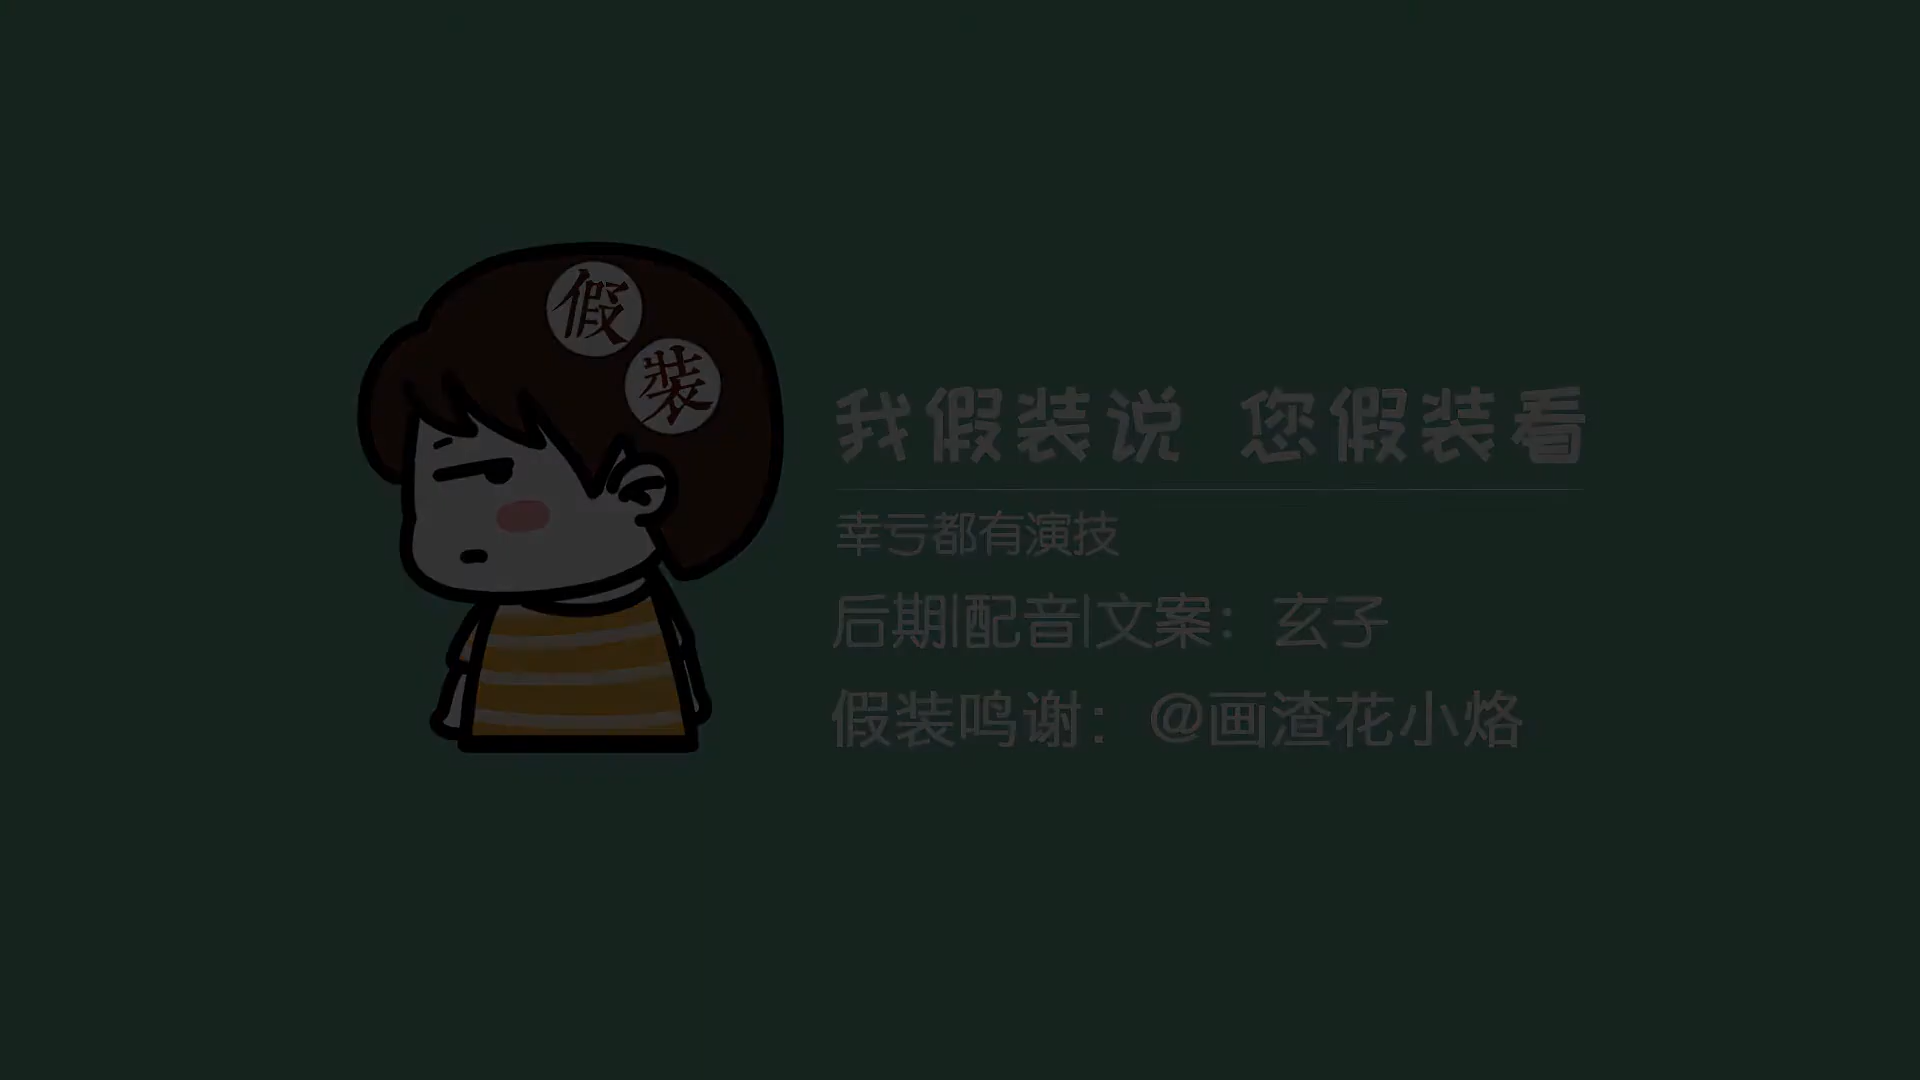 假
装
我假装说 您假装看
幸亏都有演技
后期|配音|文案：玄子
假装鸣谢：@画渣花小烙